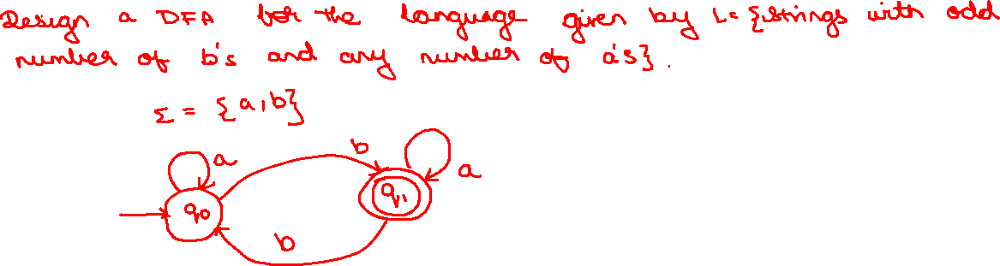 Design a DFA for the language given by L= {strings with odd
number of b's and any number of a's}.
Σ = {a,b}
b
a
a
q0
q1
b